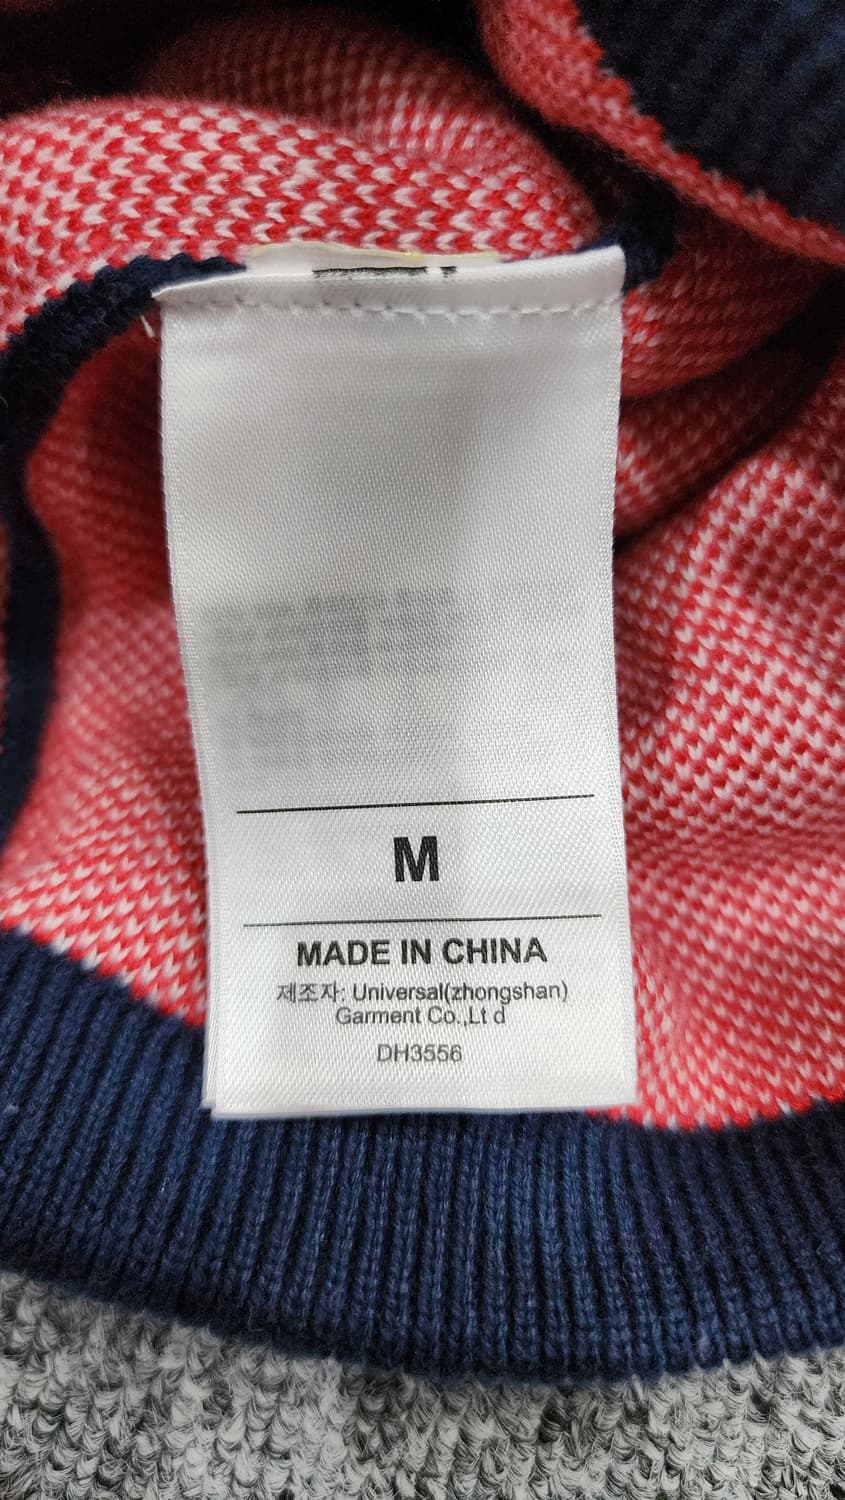 M
MADE IN CHINA
제조자: Universal(zhongshan)
Garment Co.,Lt d
DH3556